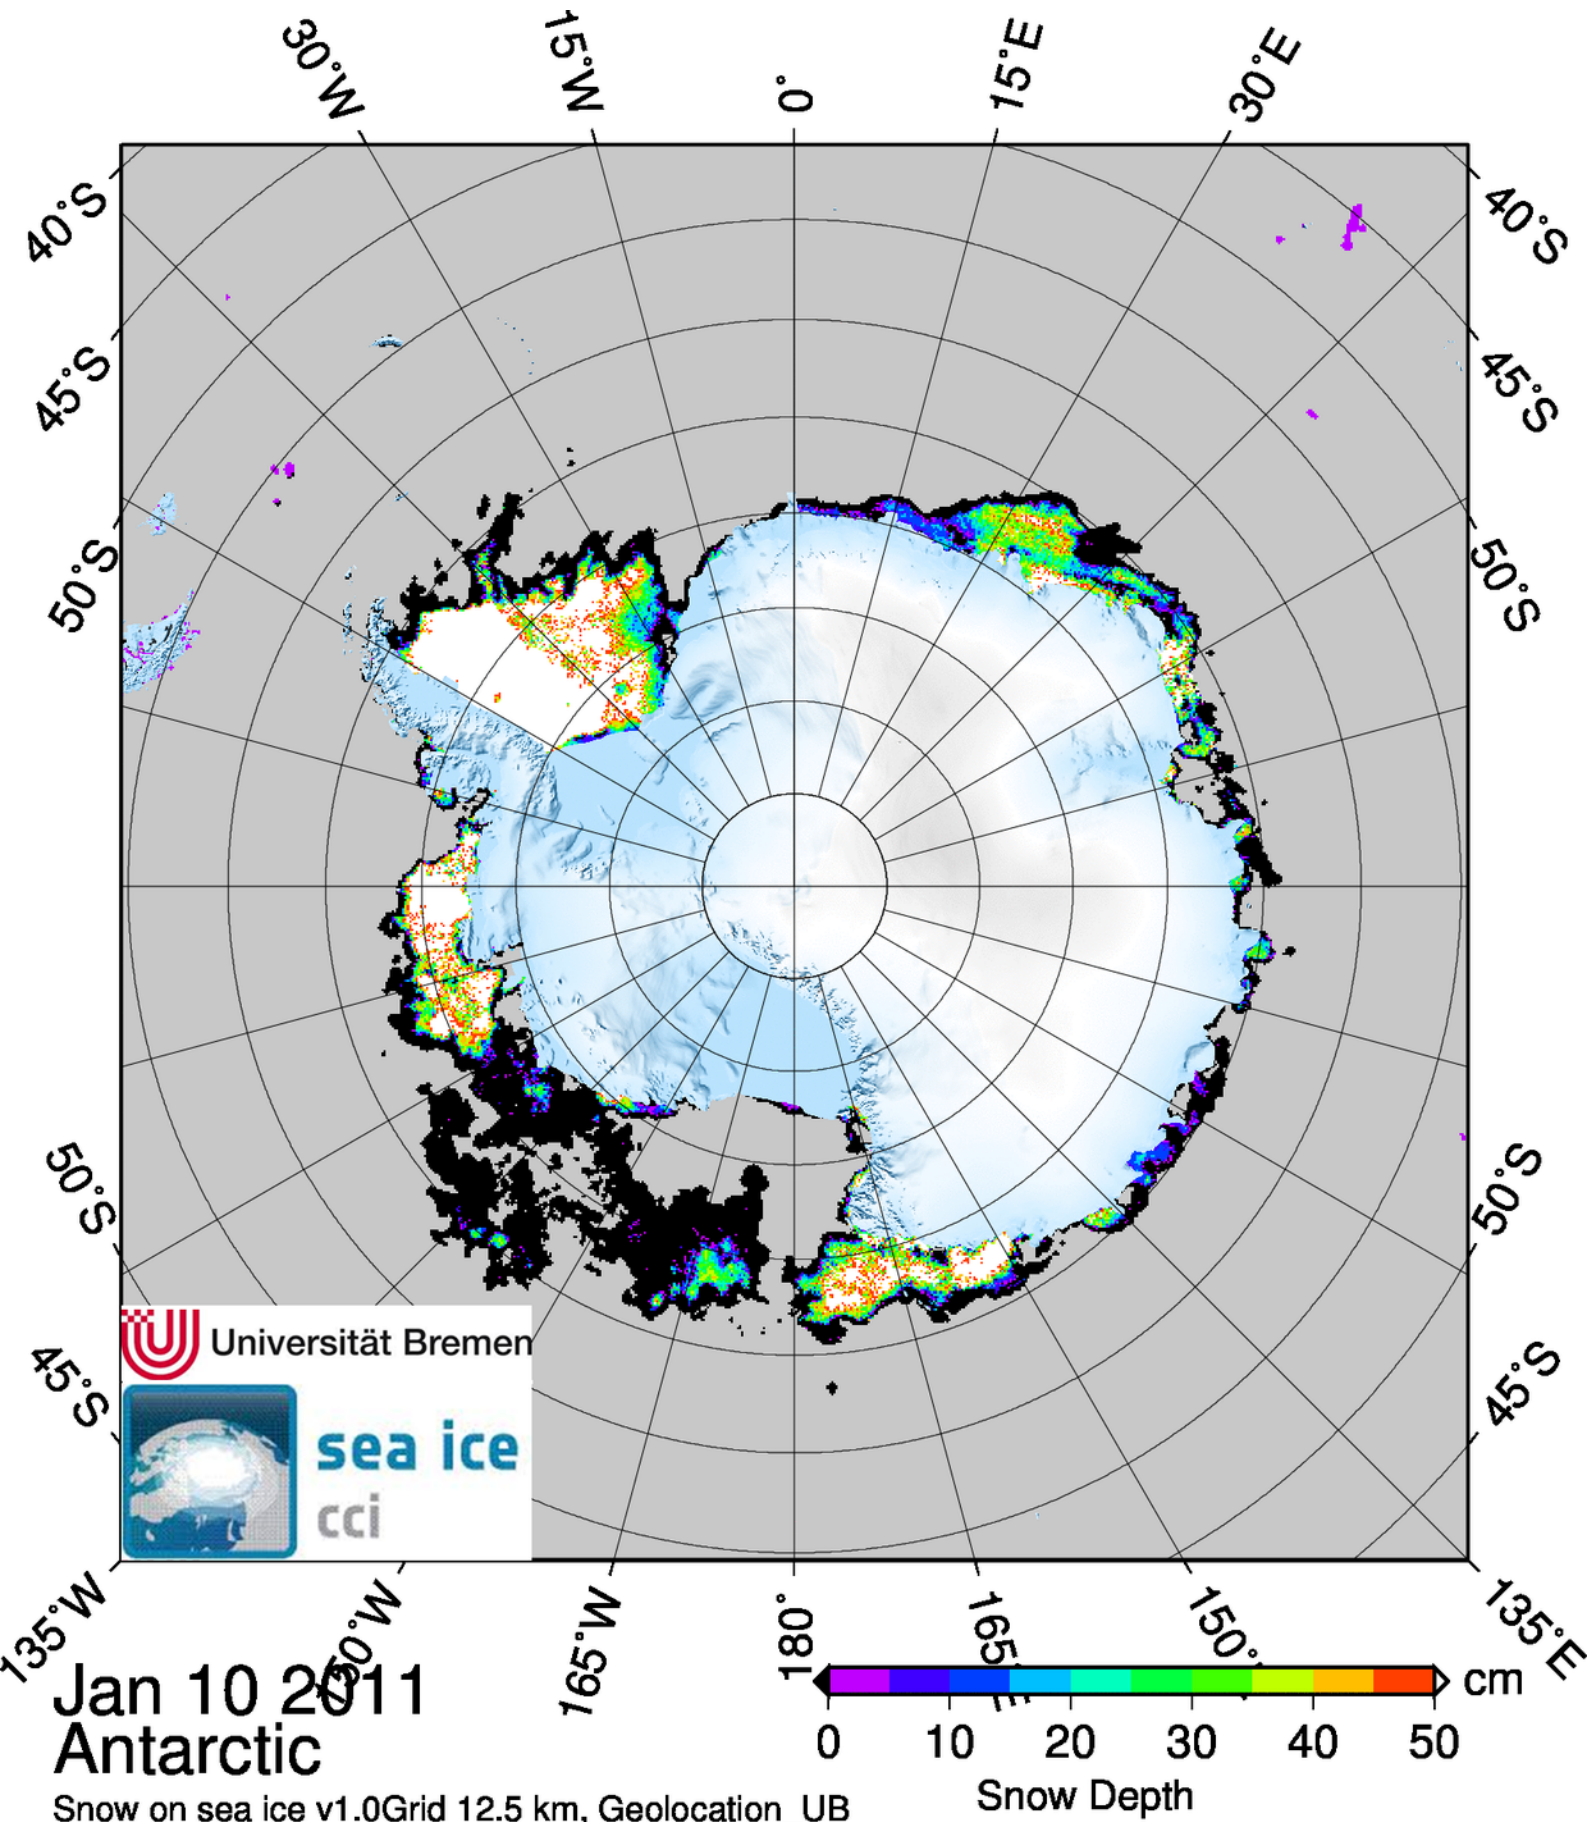 30°W 15°W 0° 15°E 30°E
40°S 40°S
45°S 45°S
50°S 50°S
50°S 50°S
45°S 45°S
Universität Bremen
sea ice
cci
135°W 150°W 165°W 180° 165°E 150° 135°E
Jan 10 2011
Antarctic
Snow on sea ice v1.0Grid 12.5 km, Geolocation UB
cm
0 10 20 30 40 50
Snow Depth